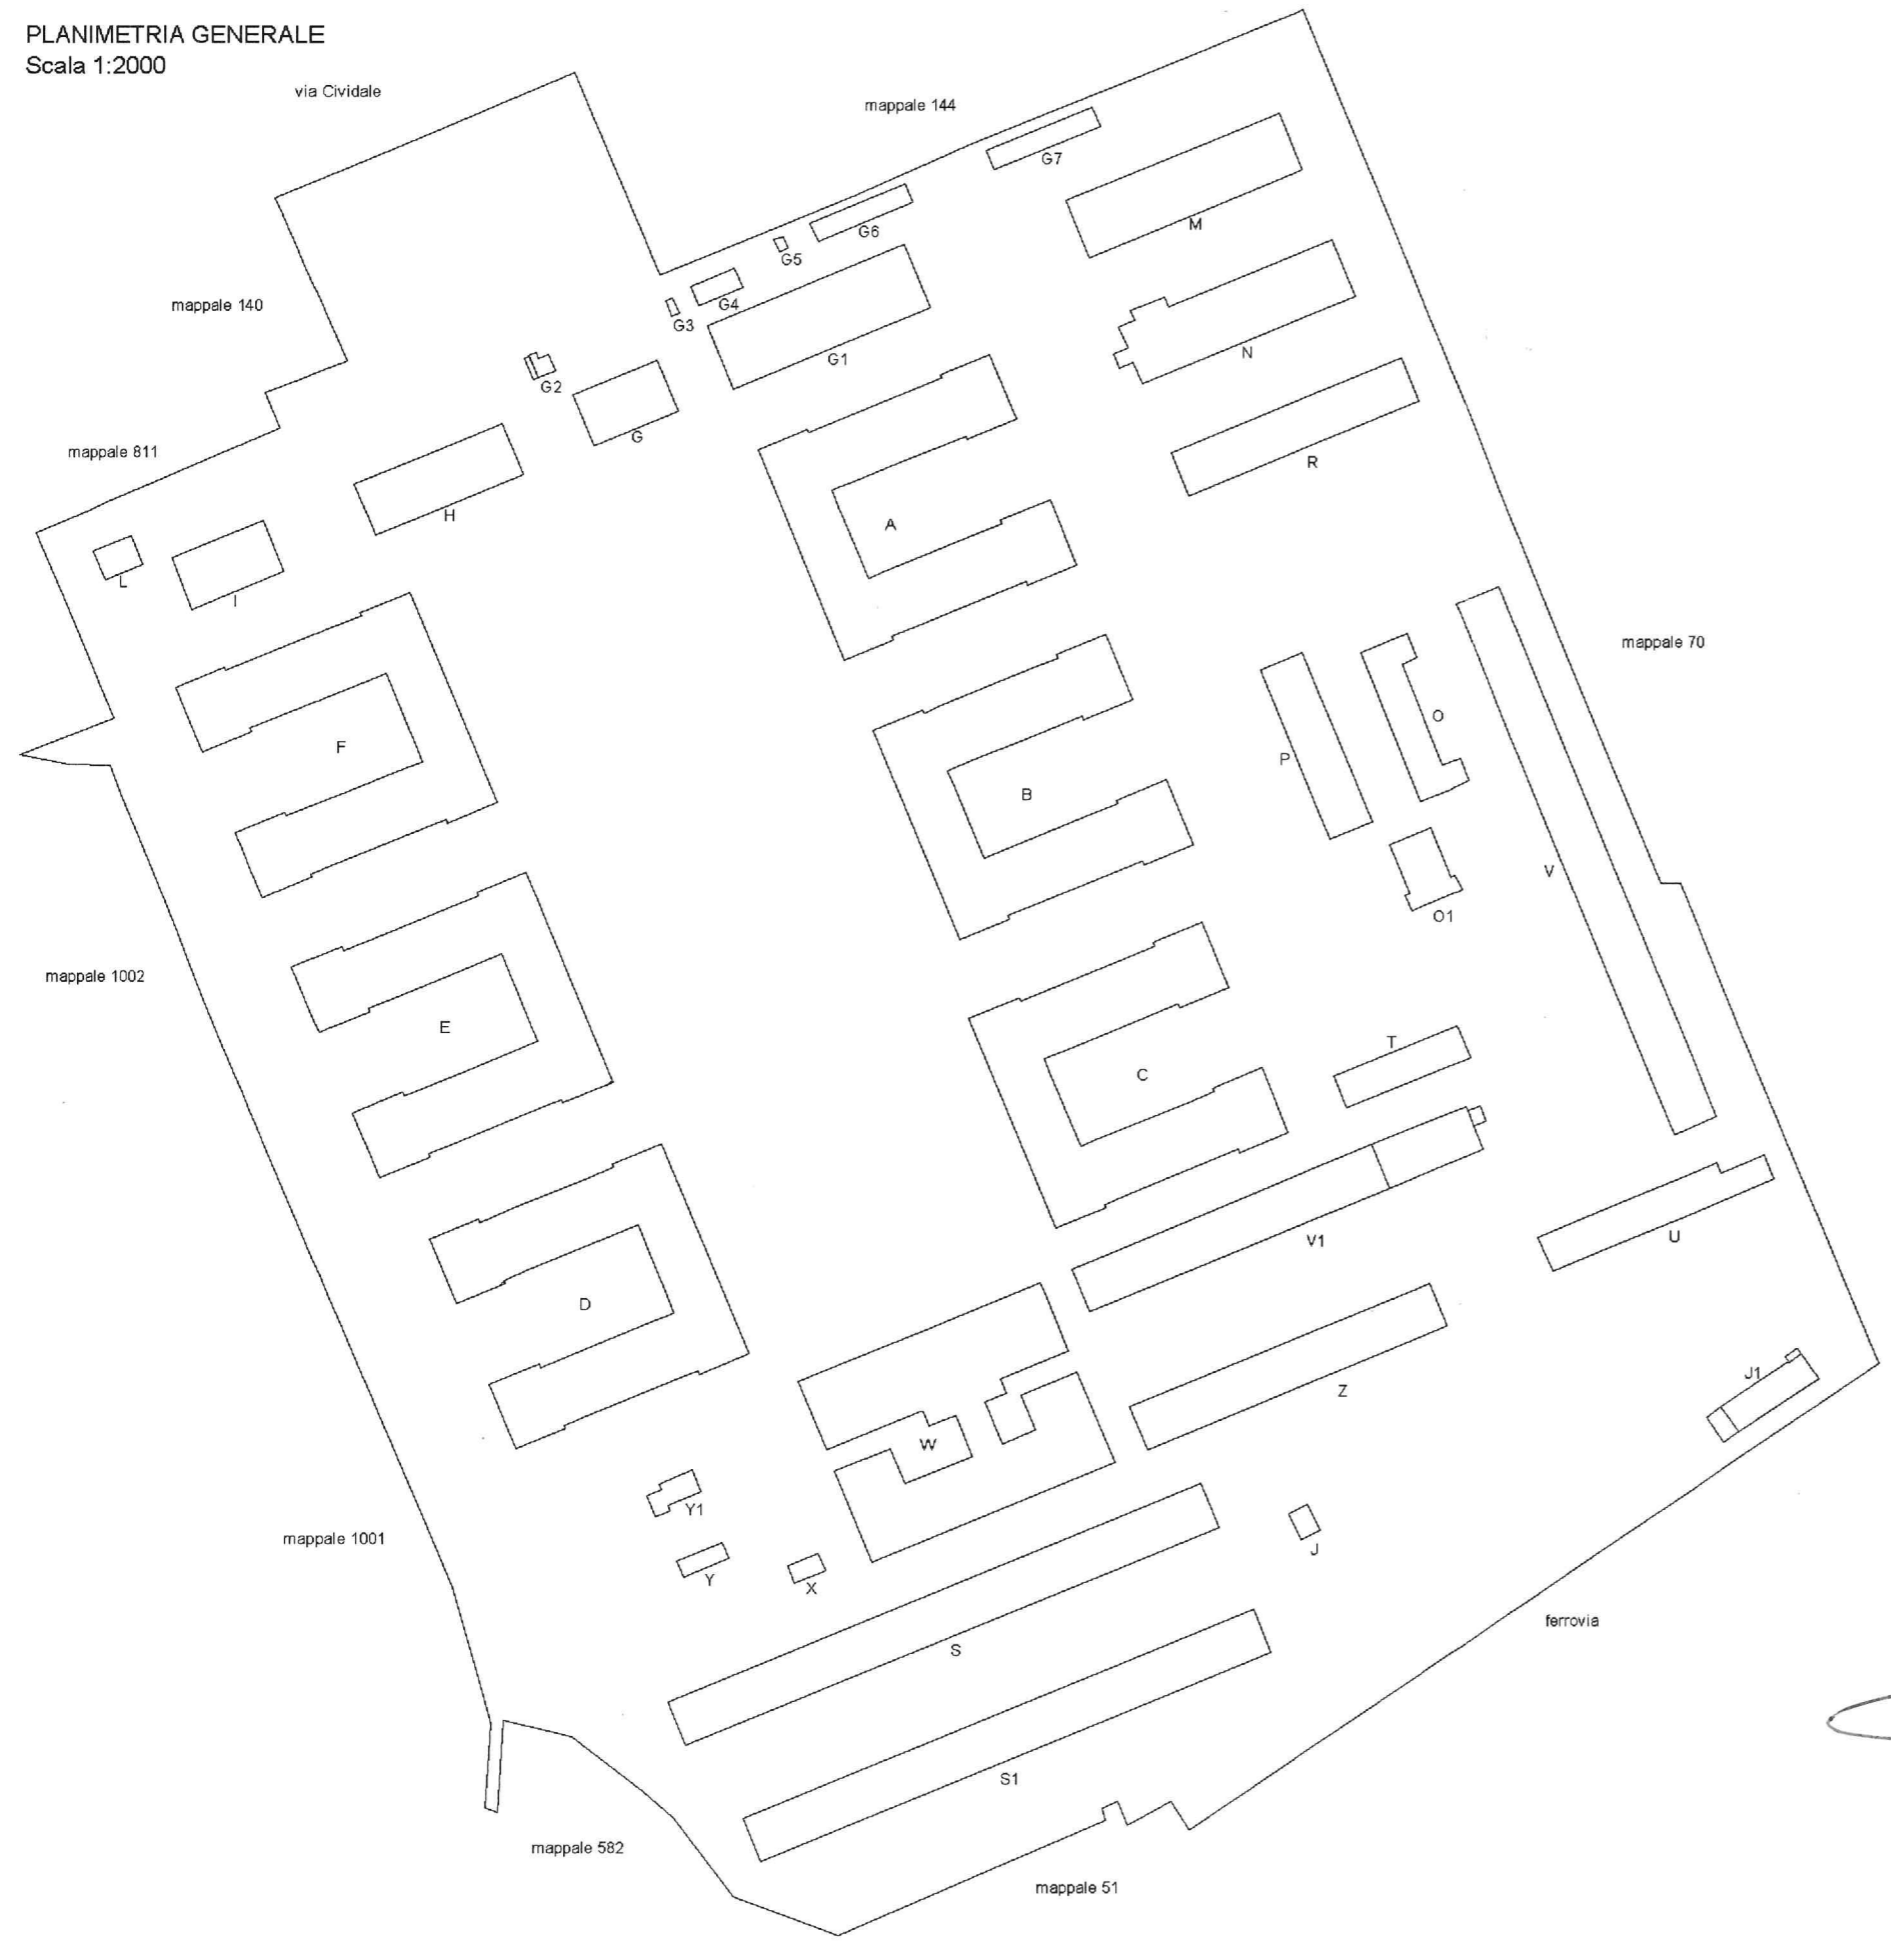 PLANIMETRIA GENERALE
Scala 1:2000
via Cividale
mappale 144
G7
M
G6
G5
mappale 140
G4
G3
G1
N
G2
G
mappale 811
R
H
A
L
I
mappale 70
O
F
P
B
V
O1
mappale 1002
E
T
C
U
V1
D
J1
Z
W
Y1
mappale 1001
J
Y
X
ferrovia
S
S1
mappale 582
mappale 51